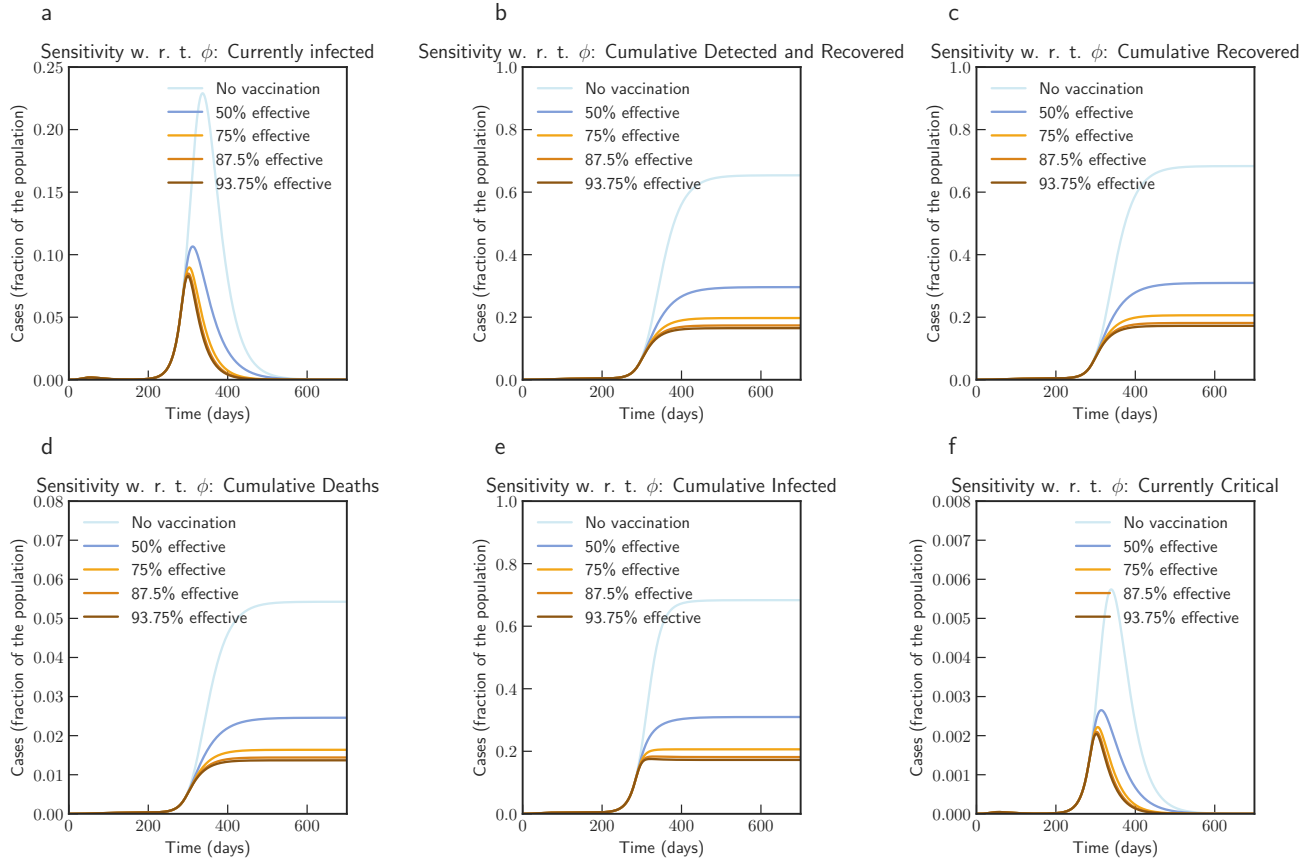 a
Sensitivity w. r. t. ϕ: Currently infected
Cases (fraction of the population)
0.25
0.20
0.15
0.10
0.05
0.00
No vaccination
50% effective
75% effective
87.5% effective
93.75% effective
0 200 400 600
Time (days)
b
Sensitivity w. r. t. ϕ: Cumulative Detected and Recovered
Cases (fraction of the population)
1.0
0.8
0.6
0.4
0.2
0.0
No vaccination
50% effective
75% effective
87.5% effective
93.75% effective
0 200 400 600
Time (days)
c
Sensitivity w. r. t. ϕ: Cumulative Recovered
Cases (fraction of the population)
1.0
0.8
0.6
0.4
0.2
0.0
No vaccination
50% effective
75% effective
87.5% effective
93.75% effective
0 200 400 600
Time (days)
d
Sensitivity w. r. t. ϕ: Cumulative Deaths
Cases (fraction of the population)
0.08
0.07
0.06
0.05
0.04
0.03
0.02
0.01
0.00
No vaccination
50% effective
75% effective
87.5% effective
93.75% effective
0 200 400 600
Time (days)
e
Sensitivity w. r. t. ϕ: Cumulative Infected
Cases (fraction of the population)
1.0
0.8
0.6
0.4
0.2
0.0
No vaccination
50% effective
75% effective
87.5% effective
93.75% effective
0 200 400 600
Time (days)
f
Sensitivity w. r. t. ϕ: Currently Critical
Cases (fraction of the population)
0.008
0.007
0.006
0.005
0.004
0.003
0.002
0.001
0.000
No vaccination
50% effective
75% effective
87.5% effective
93.75% effective
0 200 400 600
Time (days)